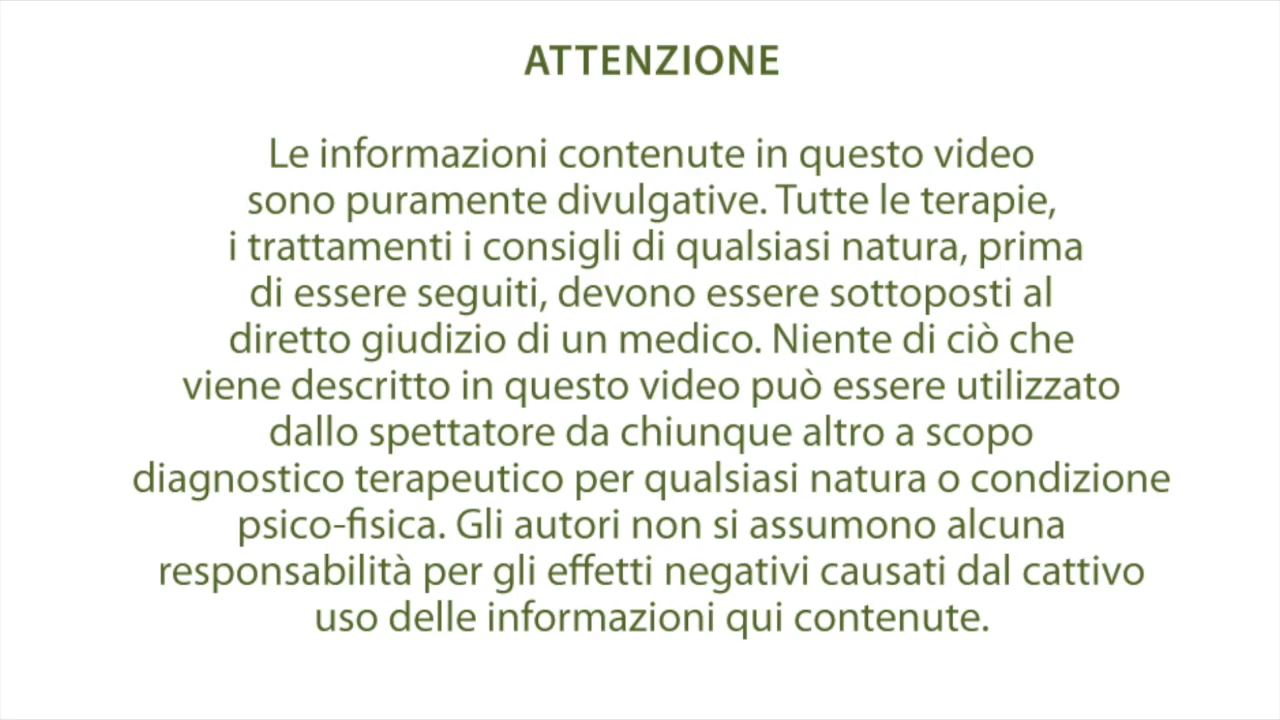 ATTENZIONE
Le informazioni contenute in questo video
sono puramente divulgative. Tutte le terapie,
i trattamenti i consigli di qualsiasi natura, prima
di essere seguiti, devono essere sottoposti al
diretto giudizio di un medico. Niente di ciò che
viene descritto in questo video può essere utilizzato
dallo spettatore da chiunque altro a scopo
diagnostico terapeutico per qualsiasi natura o condizione
psico-fisica. Gli autori non si assumono alcuna
responsabilità per gli effetti negativi causati dal cattivo
uso delle informazioni qui contenute.